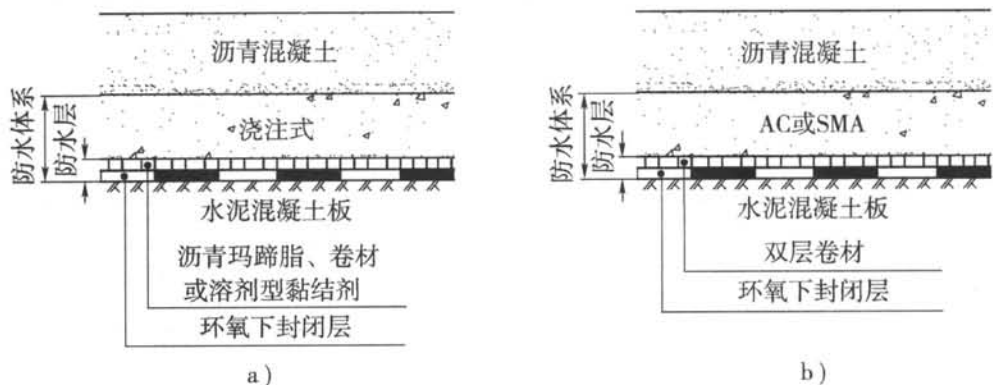 沥青混凝土
防水体系
防水层
浇注式
水泥混凝土板
沥青玛蹄脂、卷材
或溶剂型黏结剂
环氧下封闭层
a）
沥青混凝土
防水体系
防水层
AC或SMA
水泥混凝土板
双层卷材
环氧下封闭层
b）